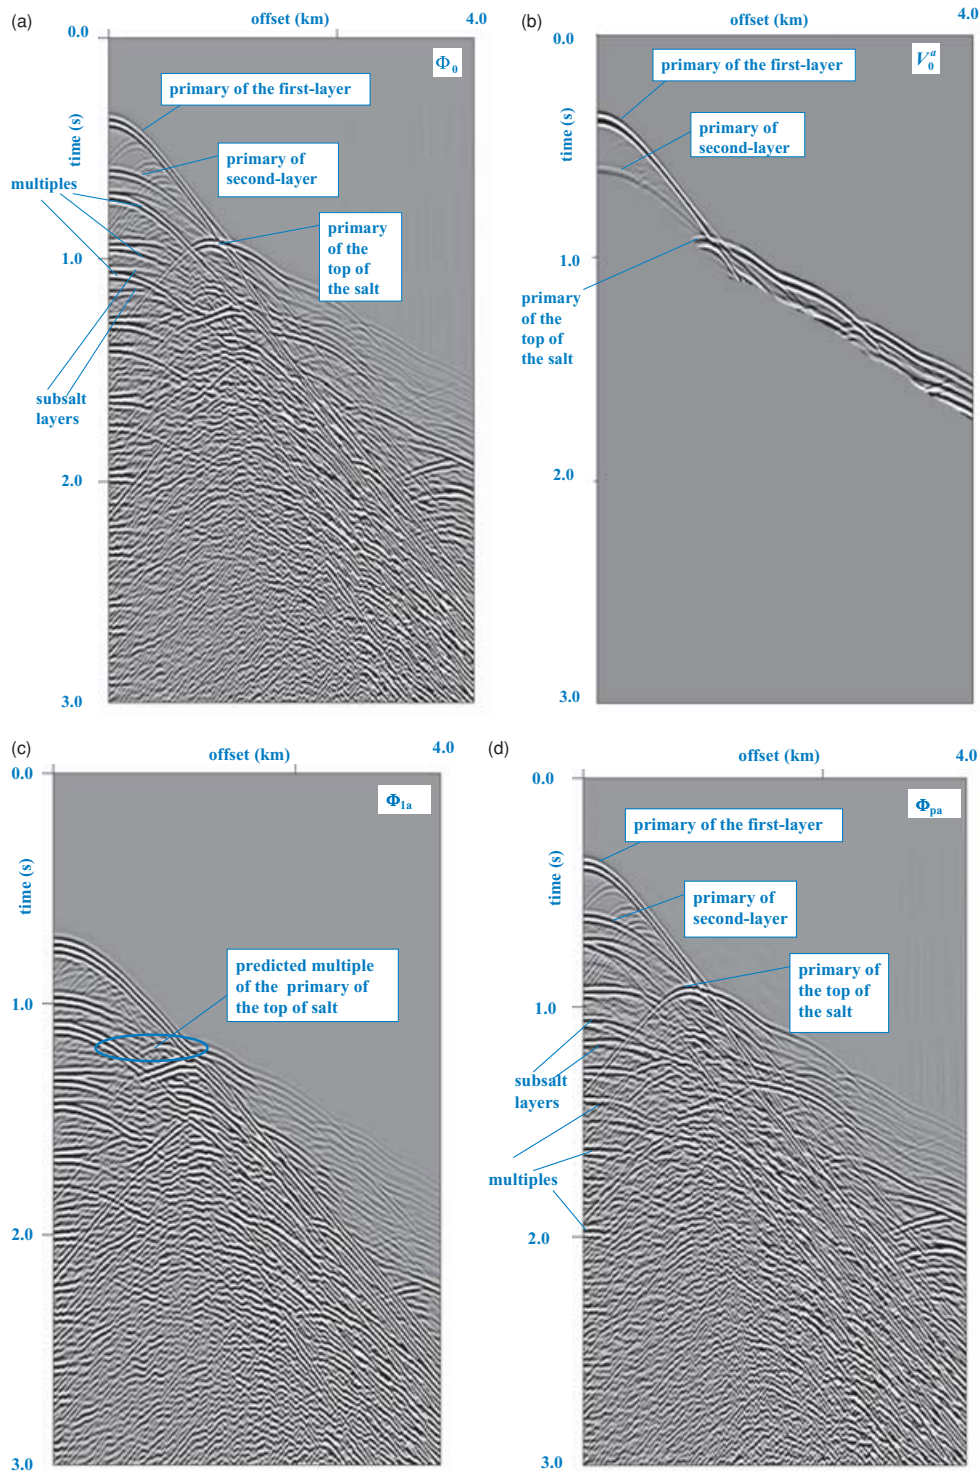 (a)
offset (km)
4.0
0.0
Φ0
primary of the first-layer
time (s)
primary of
second-layer
multiples
primary
of the
top of
the salt
1.0
subsalt
layers
2.0
3.0
(b)
offset (km)
4.0
0.0
V0a
primary of the first-layer
time (s)
primary of
second-layer
1.0
primary
of the
top of
the salt
2.0
3.0
(c)
offset (km)
4.0
0.0
Φ1a
time (s)
predicted multiple
of the primary of
the top of salt
1.0
2.0
3.0
(d)
offset (km)
4.0
0.0
Φpa
primary of the first-layer
time (s)
primary of
second-layer
primary of
the top of
the salt
1.0
subsalt
layers
multiples
2.0
3.0